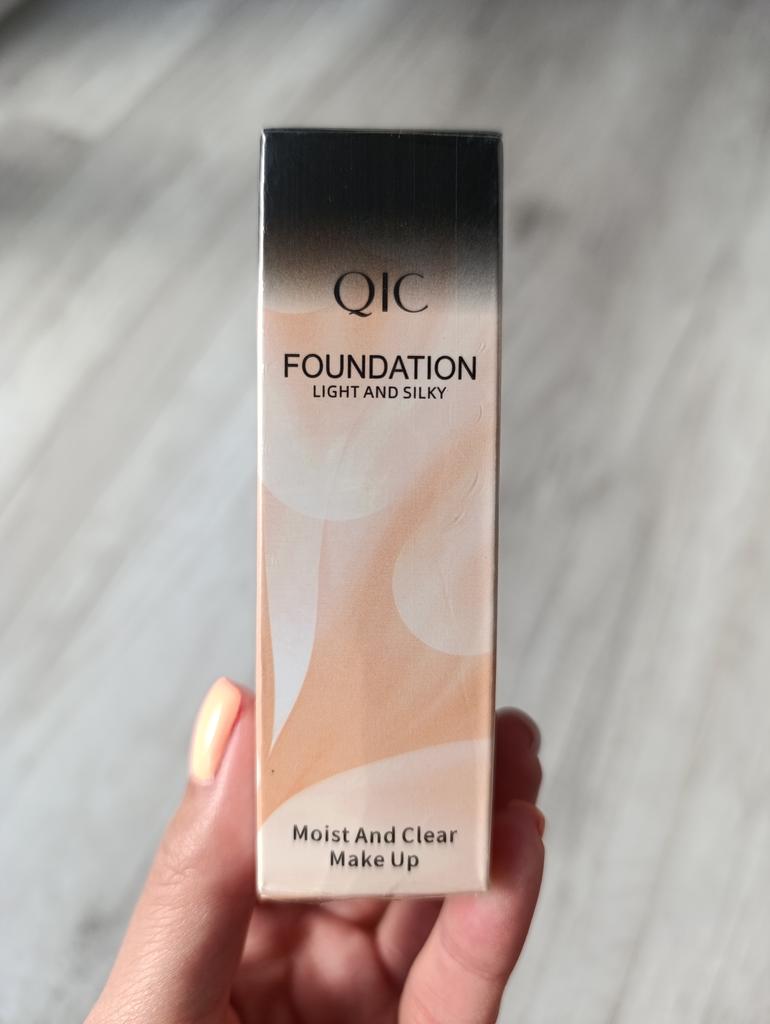 QIC
FOUNDATION
LIGHT AND SILKY
Moist And Clear
Make Up